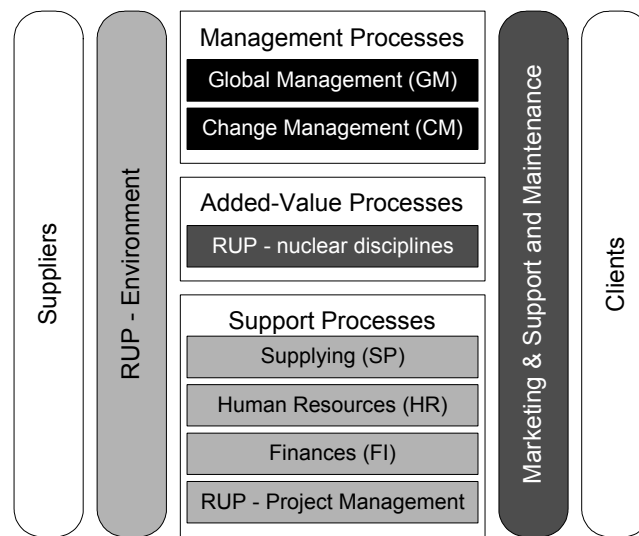 Suppliers
RUP - Environment
Management Processes
Global Management (GM)
Change Management (CM)
Added-Value Processes
RUP - nuclear disciplines
Support Processes
Supplying (SP)
Human Resources (HR)
Finances (FI)
RUP - Project Management
Marketing & Support and Maintenance
Clients